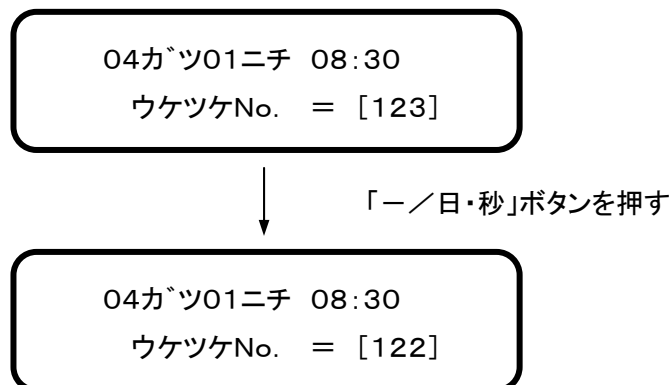 04カ゛ツ01ニチ 08:30
ウケツケNo. = [123]
「－／日・秒」ボタンを押す
04カ゛ツ01ニチ 08:30
ウケツケNo. = [122]